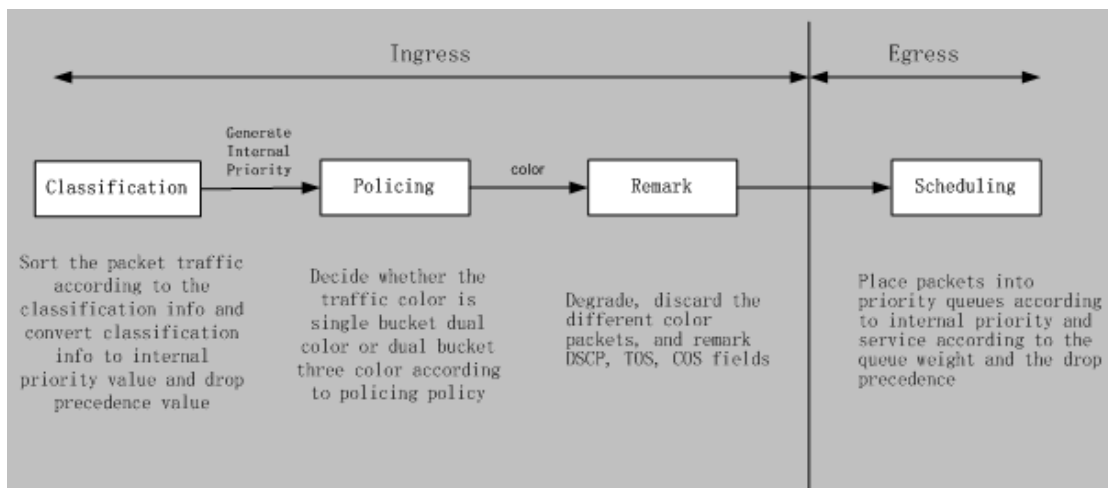 Ingress
Egress
Generate
Internal
Priority
color
Classification
Policing
Remark
Scheduling
Sort the packet traffic
according to the
classification info and
convert classification
info to internal
priority value and drop
precedence value
Decide whether the
traffic color is
single bucket dual
color or dual bucket
three color according
to policing policy
Degrade, discard the
different color
packets, and remark
DSCP, TOS, COS fields
Place packets into
priority queues according
to internal priority and
service according to the
queue weight and the drop
precedence